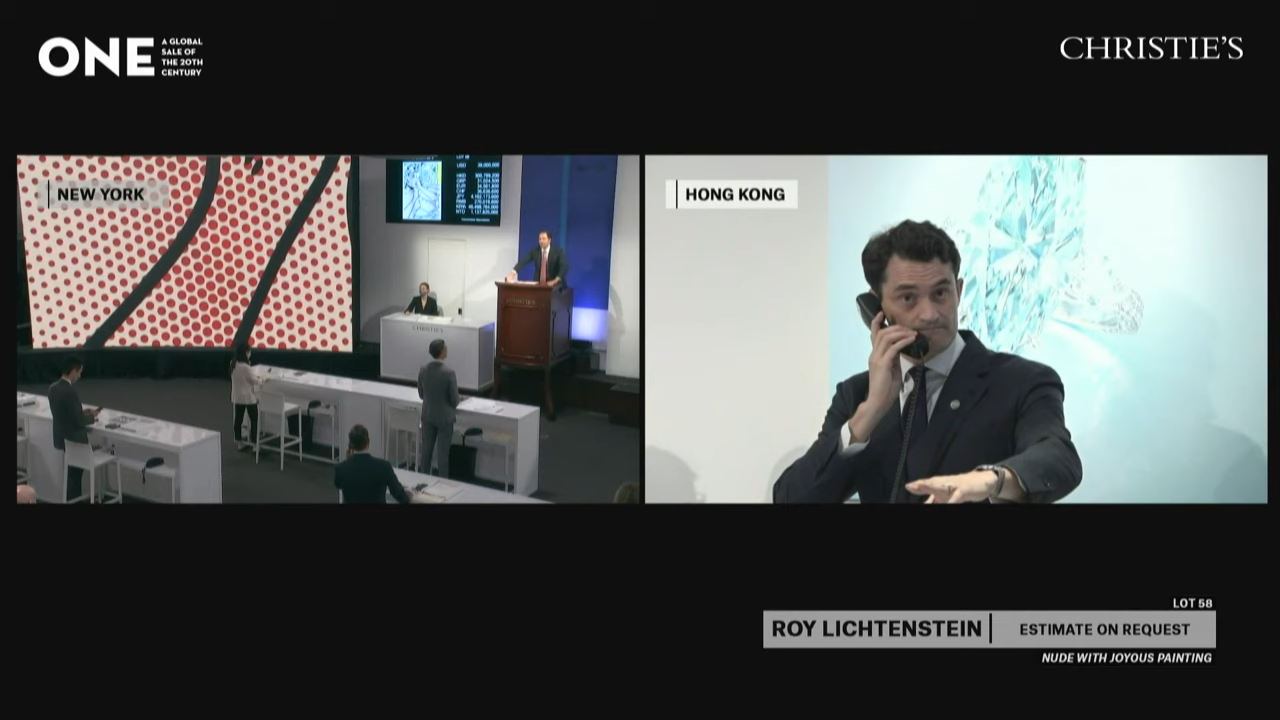 ONE
A GLOBAL
SALE OF
THE 20TH
CENTURY
CHRISTIE'S
NEW YORK
HONG KONG
CHRISTIE'S
LOT 58
ROY LICHTENSTEIN
ESTIMATE ON REQUEST
NUDE WITH JOYOUS PAINTING